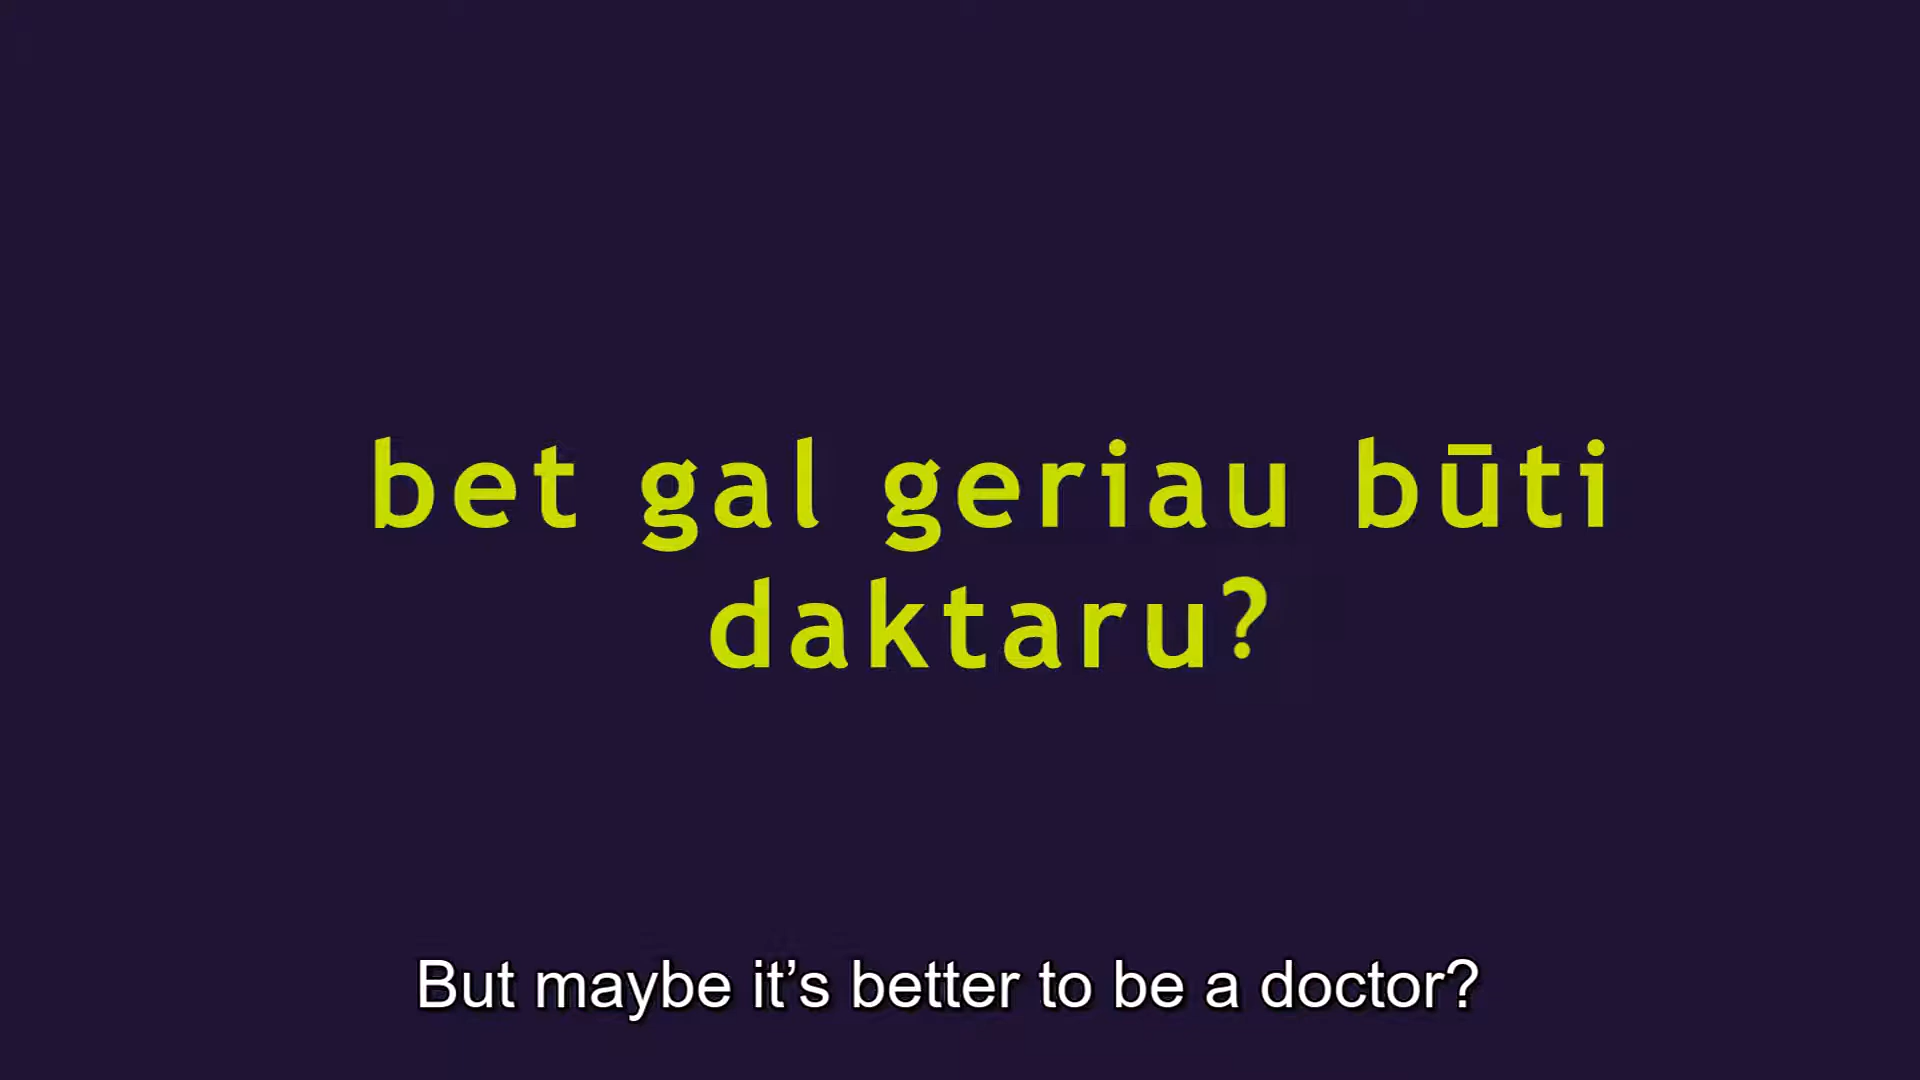 bet gal geriau būti
daktaru?
But maybe it’s better to be a doctor?